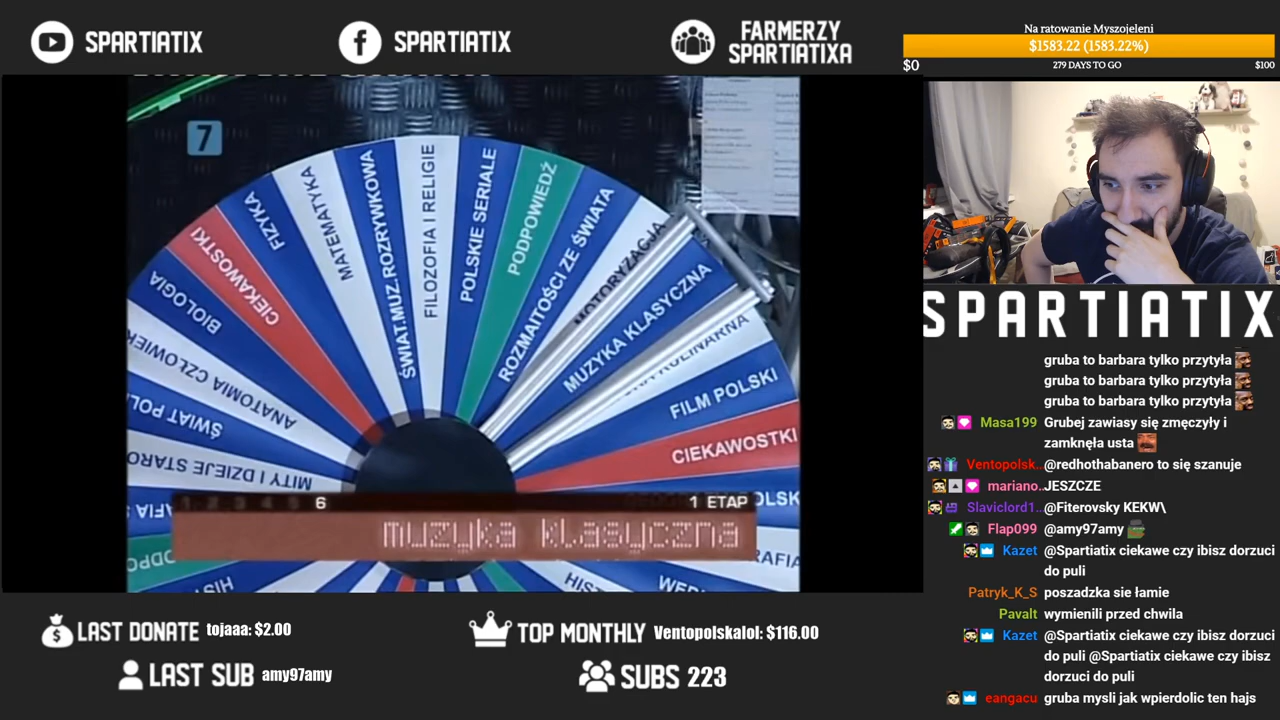 SPARTIATIX
SPARTIATIX
FARMERZY
SPARTIATIXA
Na ratowanie Myszojeleni
$1583.22 (1583.22%)
$0
279 DAYS TO GO
$100
7
BIOLOGIA
CIEKAWOSTKI
FIZYKA
MATEMATYKA
ŚWIAT.MUZ.ROZRYWKOWA
FILOZOFIA I RELIGIE
POLSKIE SERIALE
PODPOWIEDŹ
ROZMAITOŚCI ZE ŚWIATA
MOTORYZACJA
MUZYKA KLASYCZNA
KULINARNA
FILM POLSKI
CIEKAWOSTKI
ANATOMIA CZŁOWIEK
ŚWIAT POL
MITY I DZIEJE STARO
6
1 ETAP
muzyka klasyczna
SPARTIATIX
gruba to barbara tylko przytyła
gruba to barbara tylko przytyła
gruba to barbara tylko przytyła
Masa199 Grubej zawiasy się zmęczyły i
zamknęła usta
Ventopolsk... @redhothabanero to się szanuje
mariano... JESZCZE
Slaviclord1... @Fiterovsky KEKW\
Flap099 @amy97amy
Kazet @Spartiatix ciekawe czy ibisz dorzuci
do puli
Patryk_K_S poszadzka sie łamie
Pavalt wymienili przed chwila
Kazet @Spartiatix ciekawe czy ibisz dorzuci
do puli @Spartiatix ciekawe czy ibisz
dorzuci do puli
eangacu gruba mysli jak wpierdolic ten hajs
LAST DONATE tojaaa: $2.00
TOP MONTHLY Ventopolskalol: $116.00
LAST SUB amy97amy
SUBS 223